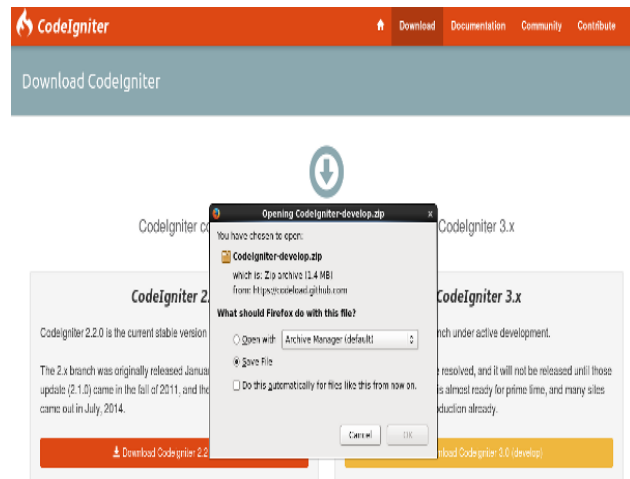 CodeIgniter
Download Documentation Community Contribute
Download CodeIgniter
CodeIgniter co
CodeIgniter 3.x
Opening CodeIgniter-develop.zip x
You have chosen to open:
CodeIgniter-develop.zip
which is: Zip archive (1.4 MB)
from: https://codeload.github.com
What should Firefox do with this file?
Open with Archive Manager (default)
Save File
Do this automatically for files like this from now on.
Cancel OK
CodeIgniter 2.
CodeIgniter 2.2.0 is the current stable version
The 2.x branch was originally released Januar
update (2.1.0) came in the fall of 2011, and the
came out in July, 2014.
Download CodeIgniter 2.2
CodeIgniter 3.x
nch under active development.
resolved, and it will not be released until those
is almost ready for prime time, and many sites
duction already.
nload CodeIgniter 3.0 (develop)